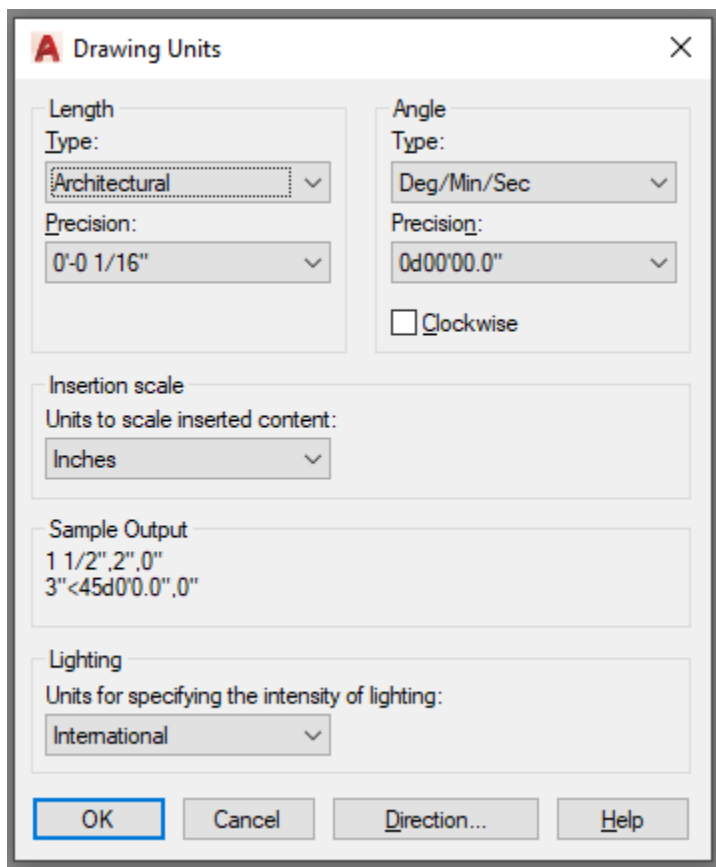 Drawing Units
Length
Type:
Architectural
Precision:
0'-0 1/16"
Angle
Type:
Deg/Min/Sec
Precision:
0d00'00.0"
Clockwise
Insertion scale
Units to scale inserted content:
Inches
Sample Output
1 1/2",2",0"
3"<45d0'0.0",0"
Lighting
Units for specifying the intensity of lighting:
International
OK Cancel Direction... Help